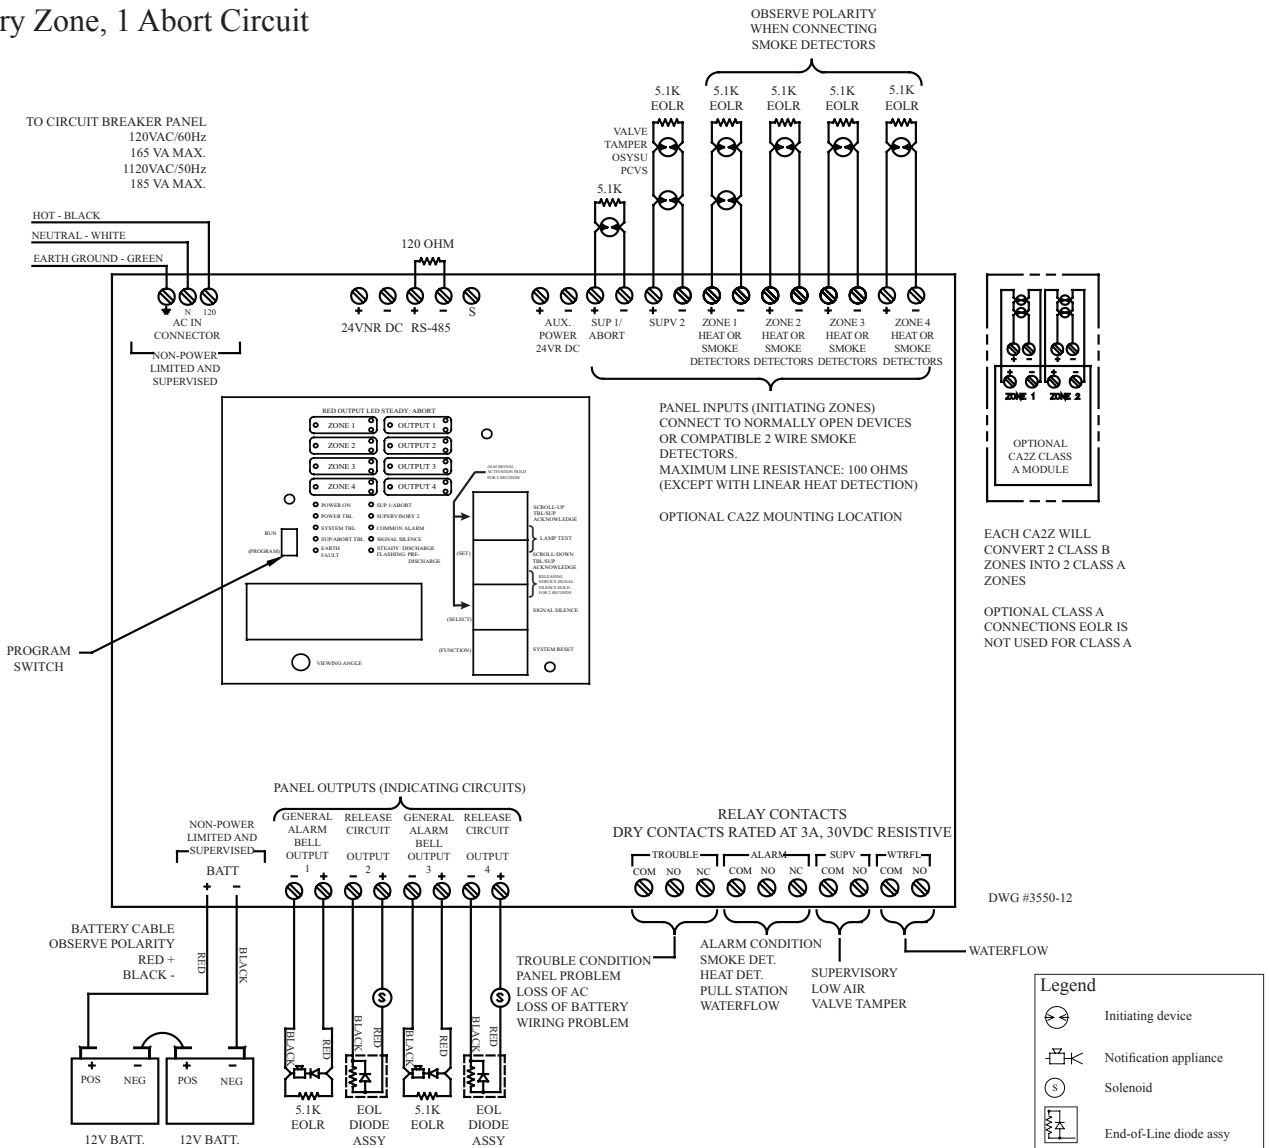 ry Zone, 1 Abort Circuit
OBSERVE POLARITY
WHEN CONNECTING
SMOKE DETECTORS
TO CIRCUIT BREAKER PANEL
120VAC/60Hz
165 VA MAX.
1120VAC/50Hz
185 VA MAX.
5.1K
EOLR
5.1K
EOLR
5.1K
EOLR
5.1K
EOLR
5.1K
EOLR
VALVE
TAMPER
OSYSU
PCVS
5.1K
HOT - BLACK
NEUTRAL - WHITE
EARTH GROUND - GREEN
120 OHM
N 120
AC IN
CONNECTOR
NON-POWER
LIMITED AND
SUPERVISED
+ - + - S
24VNR DC RS-485
+ - + - + - + - + - + - + -
AUX.
POWER
24VR DC
SUP 1/
ABORT
SUPV 2
ZONE 1
HEAT OR
SMOKE
DETECTORS
ZONE 2
HEAT OR
SMOKE
DETECTORS
ZONE 3
HEAT OR
SMOKE
DETECTORS
ZONE 4
HEAT OR
SMOKE
DETECTORS
PANEL INPUTS (INITIATING ZONES)
CONNECT TO NORMALLY OPEN DEVICES
OR COMPATIBLE 2 WIRE SMOKE
DETECTORS.
MAXIMUM LINE RESISTANCE: 100 OHMS
(EXCEPT WITH LINEAR HEAT DETECTION)
OPTIONAL CA2Z MOUNTING LOCATION
+ - + -
+ - + -
ZONE 1 ZONE 2
OPTIONAL
CA2Z CLASS
A MODULE
EACH CA2Z WILL
CONVERT 2 CLASS B
ZONES INTO 2 CLASS A
ZONES
OPTIONAL CLASS A
CONNECTIONS EOLR IS
NOT USED FOR CLASS A
RED OUTPUT LED STEADY: ABORT
ZONE 1 OUTPUT 1
ZONE 2 OUTPUT 2
ZONE 3 OUTPUT 3
ZONE 4 OUTPUT 4
POWER ON SUP 1/ABORT
POWER TBL SUPERVISORY 2
SYSTEM TBL COMMON ALARM
SUP/ABORT TBL SIGNAL SILENCE
EARTH
FAULT
STEADY: DISCHARGE
FLASHING: PRE-
DISCHARGE
RUN
(PROGRAM)
ALM SIGNAL
ACTIVATION HOLD
FOR 2 SECONDS
SCROLL-UP
TBL/SUP
ACKNOWLEDGE
LAMP TEST
(SET)
SCROLL-DOWN
TBL/SUP
ACKNOWLEDGE
RELEASING
SERVICE/SIGNAL
SILENCE HOLD
FOR 2 SECONDS
SIGNAL SILENCE
(SELECT)
(FUNCTION)
SYSTEM RESET
VIEWING ANGLE
PROGRAM
SWITCH
PANEL OUTPUTS (INDICATING CIRCUITS)
NON-POWER
LIMITED AND
SUPERVISED
BATT
+ -
GENERAL
ALARM
BELL
OUTPUT
1
- +
RELEASE
CIRCUIT
OUTPUT
2
- +
GENERAL
ALARM
BELL
OUTPUT
3
- +
RELEASE
CIRCUIT
OUTPUT
4
- +
RELAY CONTACTS
DRY CONTACTS RATED AT 3A, 30VDC RESISTIVE
TROUBLE ALARM SUPV WTRFL
COM NO NC COM NO NC COM NO COM NO
DWG #3550-12
BATTERY CABLE
OBSERVE POLARITY
RED +
BLACK -
RED
BLACK
+ -
POS NEG
12V BATT.
+ -
POS NEG
12V BATT.
BLACK RED
5.1K
EOLR
S
BLACK RED
EOL
DIODE
ASSY
BLACK RED
5.1K
EOLR
S
BLACK RED
EOL
DIODE
ASSY
TROUBLE CONDITION
PANEL PROBLEM
LOSS OF AC
LOSS OF BATTERY
WIRING PROBLEM
ALARM CONDITION
SMOKE DET.
HEAT DET.
PULL STATION
WATERFLOW
SUPERVISORY
LOW AIR
VALVE TAMPER
WATERFLOW
Legend
Initiating device
Notification appliance
S Solenoid
End-of-Line diode assy